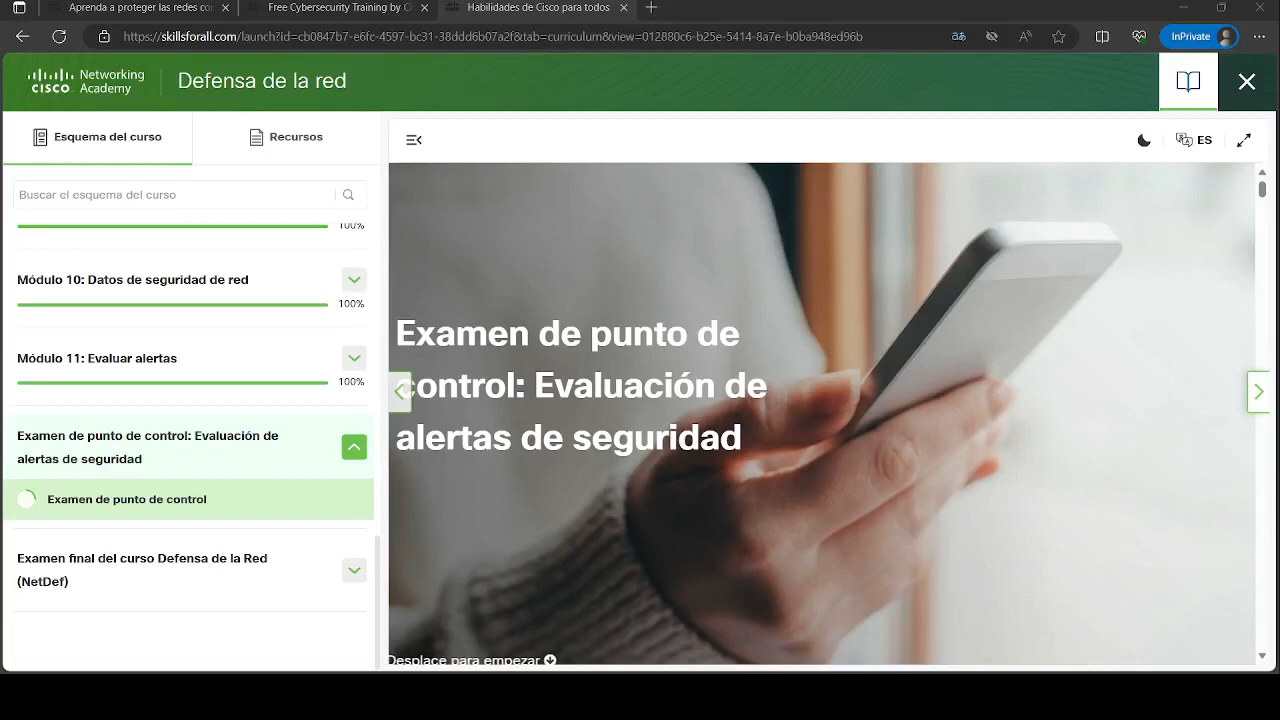 Aprenda a proteger las redes co
Free Cybersecurity Training by C
Habilidades de Cisco para todos
https://skillsforall.com/launch?id=cb0847b7-e6fc-4597-bc31-38ddd6b07a2f&tab=curriculum&view=012880c6-b25e-5414-8a7e-b0ba948ed96b
InPrivate
CISCO Networking Academy
Defensa de la red
Esquema del curso
Recursos
ES
Buscar el esquema del curso
100%
Módulo 10: Datos de seguridad de red
100%
Módulo 11: Evaluar alertas
100%
Examen de punto de control: Evaluación de
alertas de seguridad
Examen de punto de control
Examen final del curso Defensa de la Red
(NetDef)
Examen de punto de
control: Evaluación de
alertas de seguridad
Desplace para empezar